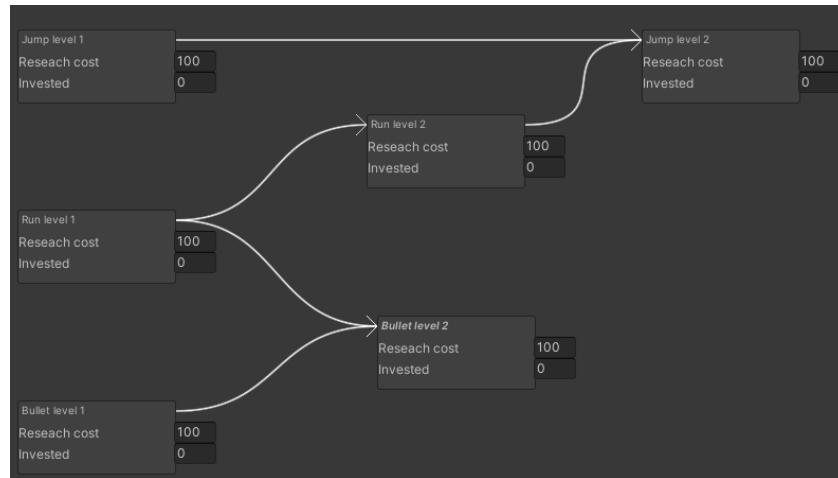 Jump level 1
Reseach cost 100
Invested 0
Jump level 2
Reseach cost 100
Invested 0
Run level 2
Reseach cost 100
Invested 0
Run level 1
Reseach cost 100
Invested 0
Bullet level 2
Reseach cost 100
Invested 0
Bullet level 1
Reseach cost 100
Invested 0